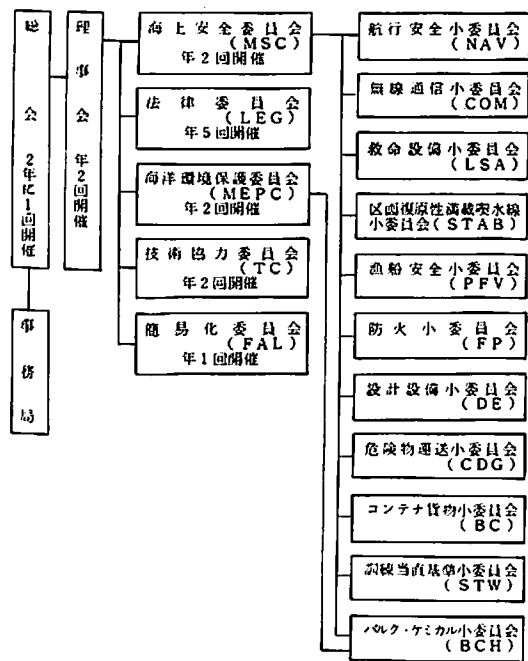 総会 2年に1回開催
事務局
理事会 年2回開催
海上安全委員会
(MSC)
年2回開催
法律委員会
(LEG)
年5回開催
海洋環境保護委員会
(MEPC)
年2回開催
技術協力委員会
(TC)
年2回開催
簡易化委員会
(FAL)
年1回開催
航行安全小委員会
(NAV)
無線通信小委員会
(COM)
救命設備小委員会
(LSA)
区画復原性満載喫水線
小委員会(STAB)
漁船安全小委員会
(PFV)
防火小委員会
(FP)
設計設備小委員会
(DE)
危険物運送小委員会
(CDG)
コンテナ貨物小委員会
(BC)
訓練当直基準小委員会
(STW)
バルク・ケミカル小委員会
(BCH)